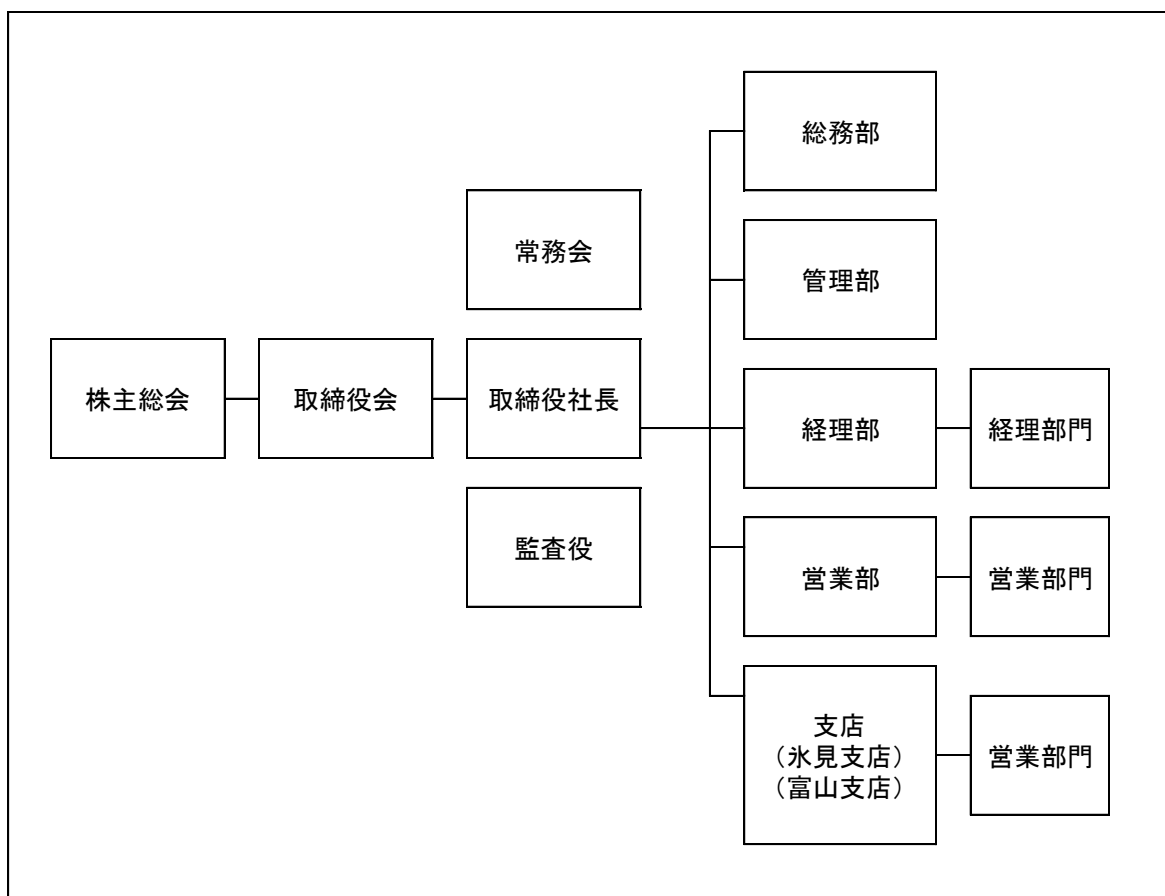 総務部
常務会
管理部
株主総会
取締役会
取締役社長
経理部
経理部門
監査役
営業部
営業部門
支店
（氷見支店）
（富山支店）
営業部門